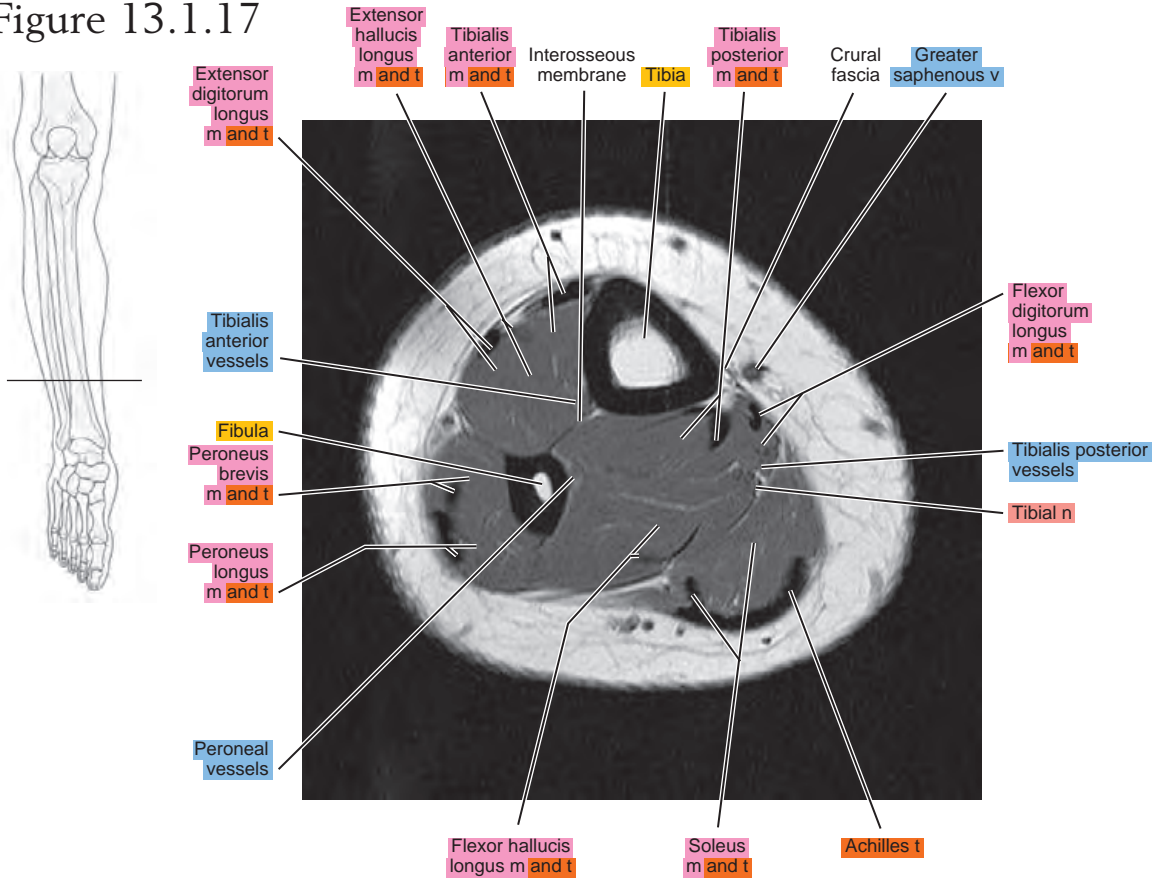 Figure 13.1.17
Extensor
hallucis
longus
m and t
Tibialis
anterior
m and t
Interosseous
membrane
Tibia
Tibialis
posterior
m and t
Crural
fascia
Greater
saphenous v
Extensor
digitorum
longus
m and t
Flexor
digitorum
longus
m and t
Tibialis
anterior
vessels
Fibula
Peroneus
brevis
m and t
Tibialis posterior
vessels
Tibial n
Peroneus
longus
m and t
Peroneal
vessels
Flexor hallucis
longus m and t
Soleus
m and t
Achilles t